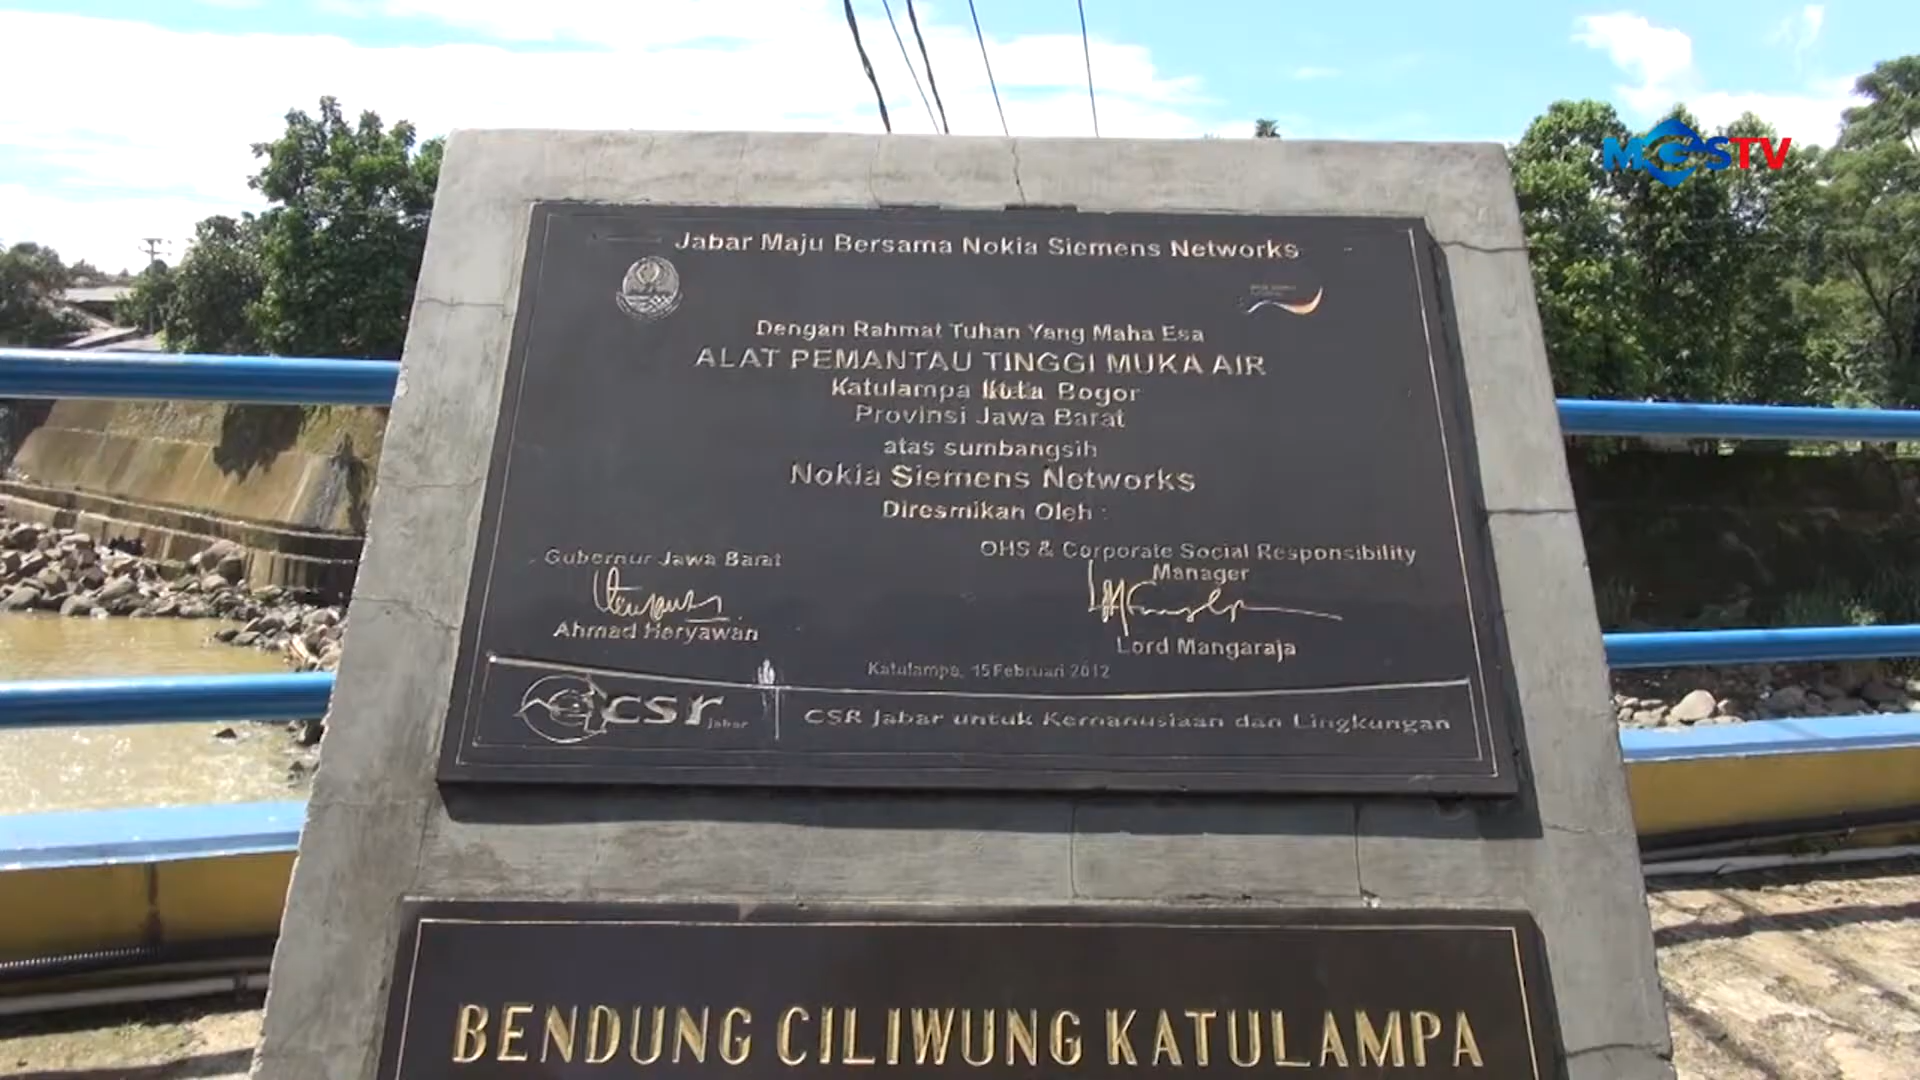 MGSTV
Jabar Maju Bersama Nokia Siemens Networks
Dengan Rahmat Tuhan Yang Maha Esa
ALAT PEMANTAU TINGGI MUKA AIR
Katulampa Kota Bogor
Provinsi Jawa Barat
atas sumbangsih
Nokia Siemens Networks
Diresmikan Oleh :
Gubernur Jawa Barat
Ahmad Heryawan
OHS & Corporate Social Responsibility
Manager
Lord Mangaraja
Katulampa, 15 Februari 2012
csr jabar
CSR Jabar untuk Kemanusiaan dan Lingkungan
BENDUNG CILIWUNG KATULAMPA